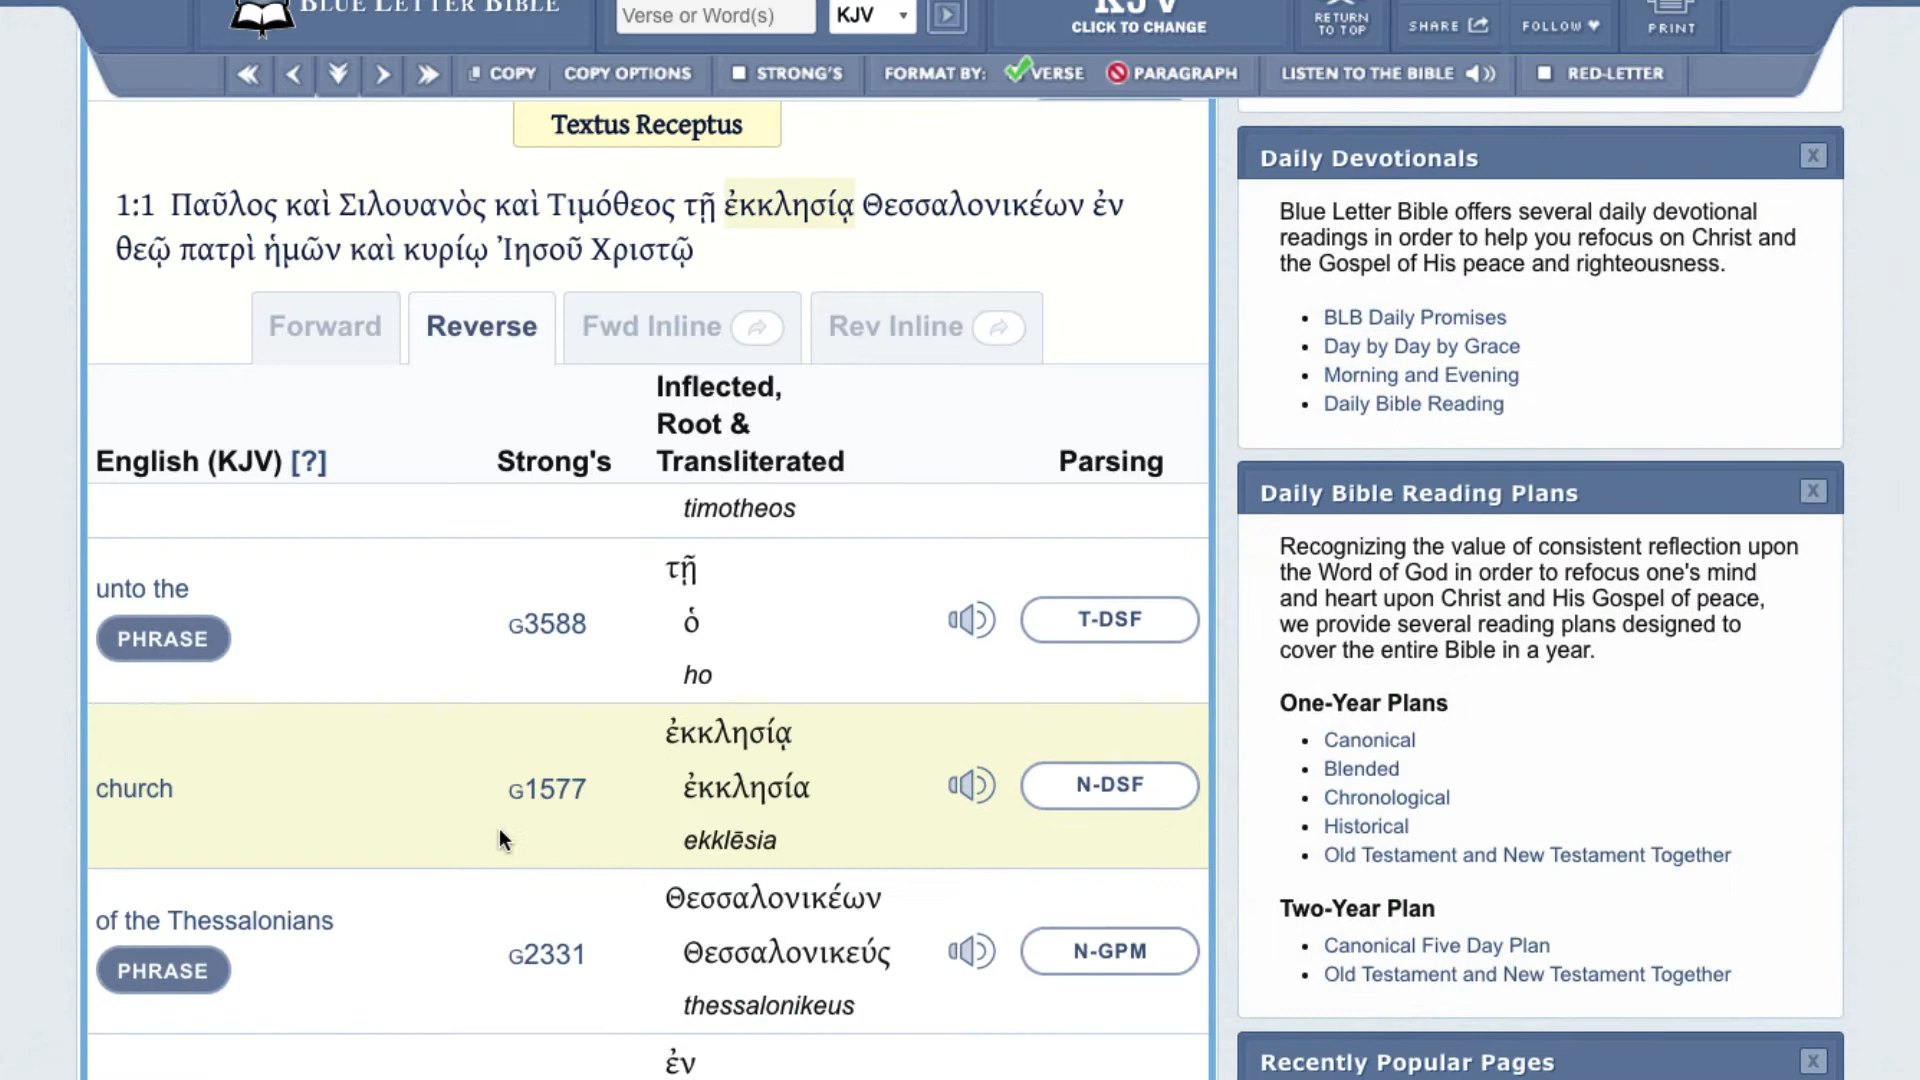 BLUE LETTER BIBLE
Verse or Word(s)
KJV
KJV
CLICK TO CHANGE
RETURN
TO TOP
SHARE
FOLLOW
PRINT
COPY
COPY OPTIONS
STRONG'S
FORMAT BY:
VERSE
PARAGRAPH
LISTEN TO THE BIBLE
RED-LETTER
Textus Receptus
1:1 Παῦλος καὶ Σιλουανὸς καὶ Τιμόθεος τῇ ἐκκλησίᾳ Θεσσαλονικέων ἐν
θεῷ πατρὶ ἡμῶν καὶ κυρίῳ Ἰησοῦ Χριστῷ
Forward
Reverse
Fwd Inline
Rev Inline
English (KJV) [?]
Strong's
Inflected,
Root &
Transliterated
Parsing
timotheos
unto the
PHRASE
G3588
τῇ
ὁ
ho
T-DSF
church
G1577
ἐκκλησίᾳ
ἐκκλησία
ekklēsia
N-DSF
of the Thessalonians
PHRASE
G2331
Θεσσαλονικέων
Θεσσαλονικεύς
thessalonikeus
N-GPM
ἐν
Daily Devotionals
X
Blue Letter Bible offers several daily devotional
readings in order to help you refocus on Christ and
the Gospel of His peace and righteousness.
BLB Daily Promises
Day by Day by Grace
Morning and Evening
Daily Bible Reading
Daily Bible Reading Plans
X
Recognizing the value of consistent reflection upon
the Word of God in order to refocus one's mind
and heart upon Christ and His Gospel of peace,
we provide several reading plans designed to
cover the entire Bible in a year.
One-Year Plans
Canonical
Blended
Chronological
Historical
Old Testament and New Testament Together
Two-Year Plan
Canonical Five Day Plan
Old Testament and New Testament Together
Recently Popular Pages
X